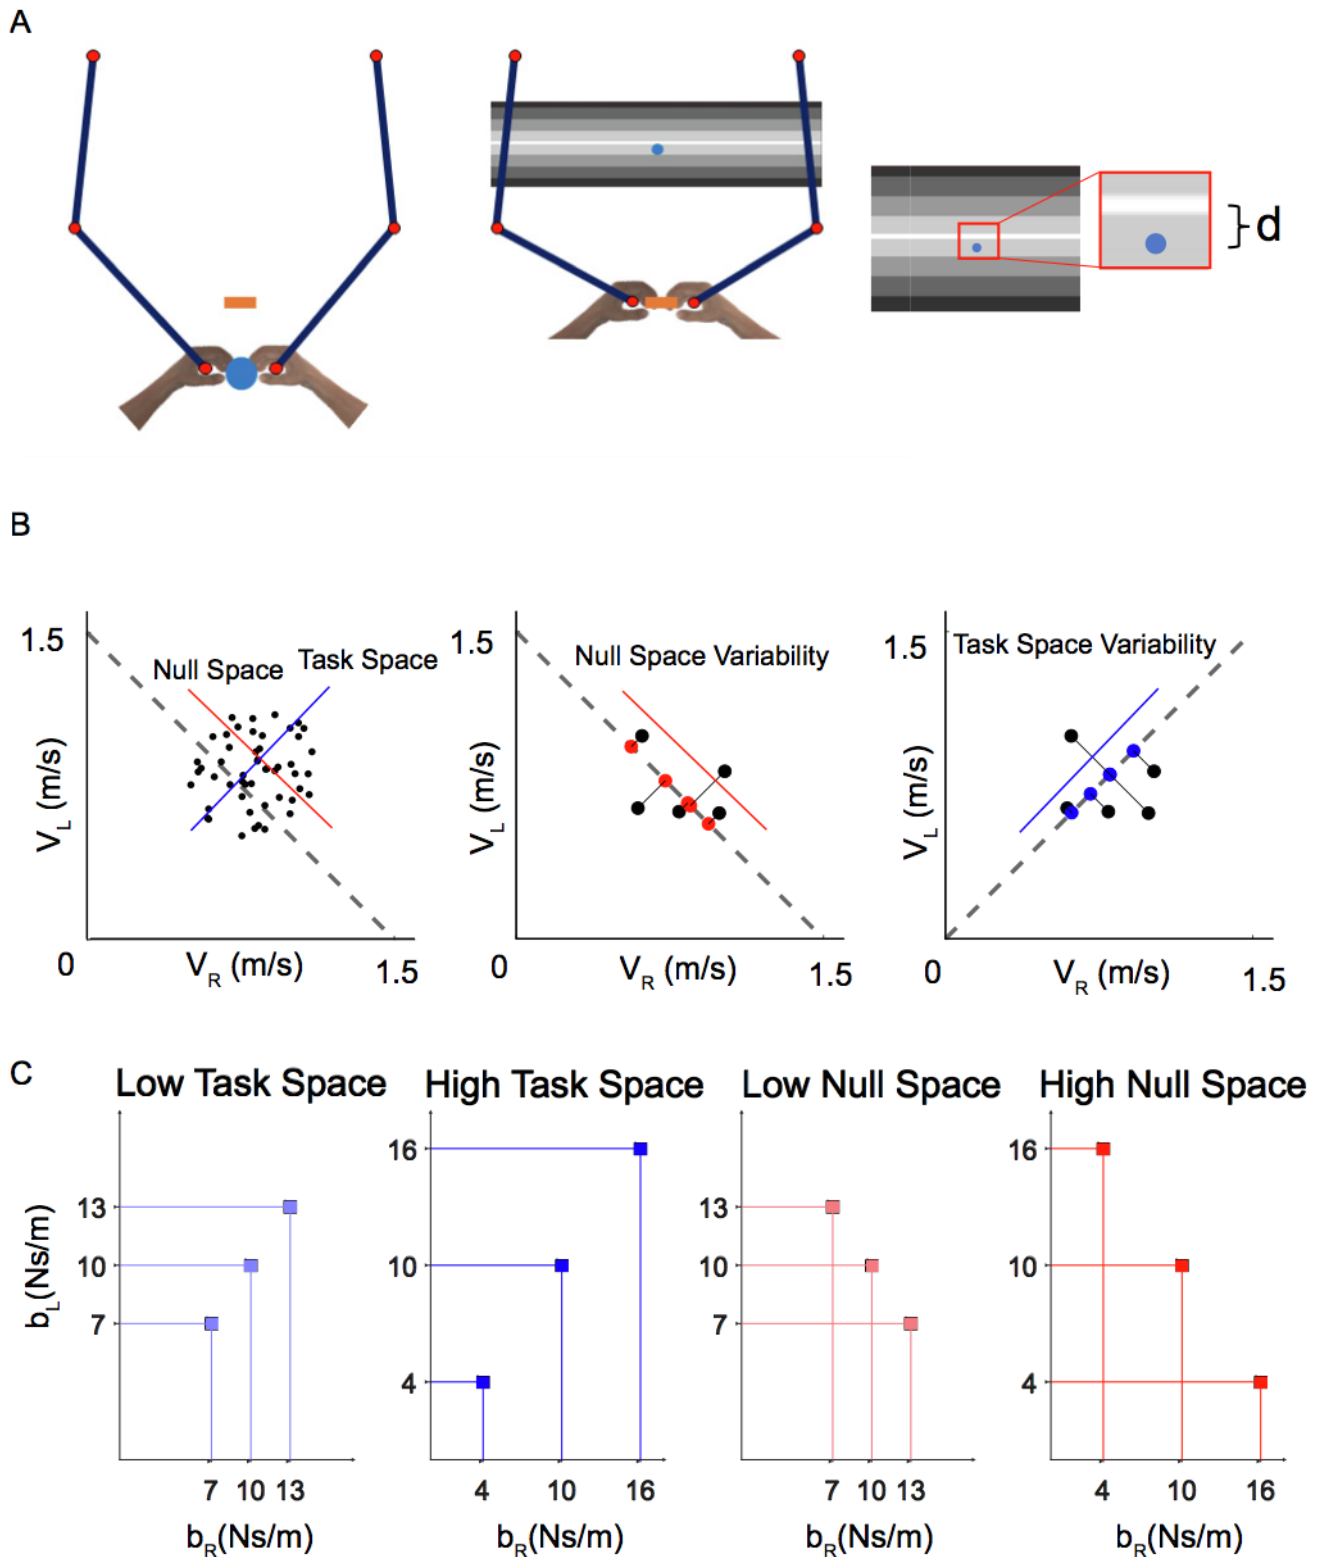 A
d
B
1.5
Null Space
Task Space
V_L (m/s)
0
V_R (m/s)
1.5
1.5
Null Space Variability
V_L (m/s)
0
V_R (m/s)
1.5
1.5
Task Space Variability
V_L (m/s)
0
V_R (m/s)
1.5
C
Low Task Space
High Task Space
Low Null Space
High Null Space
b_L(Ns/m)
13
10
7
7 10 13
b_R(Ns/m)
16
10
4
4 10 16
b_R(Ns/m)
13
10
7
7 10 13
b_R(Ns/m)
16
10
4
4 10 16
b_R(Ns/m)